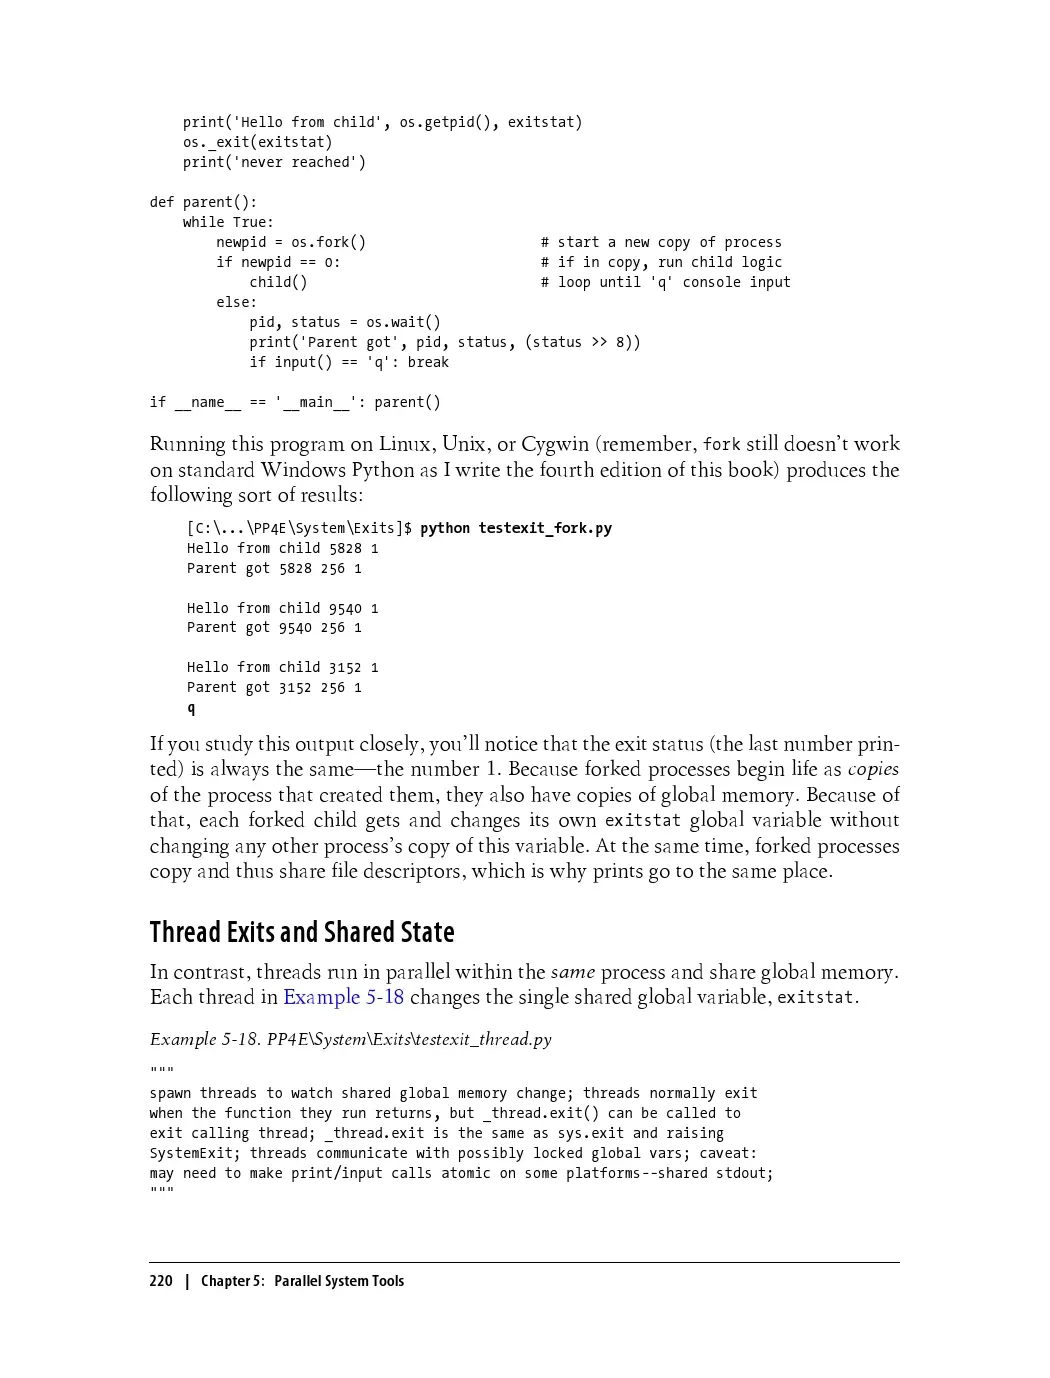 print('Hello from child', os.getpid(), exitstat)
    os._exit(exitstat)
    print('never reached')

def parent():
    while True:
        newpid = os.fork()                     # start a new copy of process
        if newpid == 0:                        # if in copy, run child logic
            child()                            # loop until 'q' console input
        else:
            pid, status = os.wait()
            print('Parent got', pid, status, (status >> 8))
            if input() == 'q': break

if __name__ == '__main__': parent()
Running this program on Linux, Unix, or Cygwin (remember, fork still doesn’t work
on standard Windows Python as I write the fourth edition of this book) produces the
following sort of results:
[C:\...\PP4E\System\Exits]$ python testexit_fork.py
Hello from child 5828 1
Parent got 5828 256 1

Hello from child 9540 1
Parent got 9540 256 1

Hello from child 3152 1
Parent got 3152 256 1
q
If you study this output closely, you’ll notice that the exit status (the last number prin-
ted) is always the same—the number 1. Because forked processes begin life as copies
of the process that created them, they also have copies of global memory. Because of
that, each forked child gets and changes its own exitstat global variable without
changing any other process’s copy of this variable. At the same time, forked processes
copy and thus share file descriptors, which is why prints go to the same place.
Thread Exits and Shared State
In contrast, threads run in parallel within the same process and share global memory.
Each thread in Example 5-18 changes the single shared global variable, exitstat.
Example 5-18. PP4E\System\Exits\testexit_thread.py
"""
spawn threads to watch shared global memory change; threads normally exit
when the function they run returns, but _thread.exit() can be called to
exit calling thread; _thread.exit is the same as sys.exit and raising
SystemExit; threads communicate with possibly locked global vars; caveat:
may need to make print/input calls atomic on some platforms--shared stdout;
"""
220 | Chapter 5: Parallel System Tools